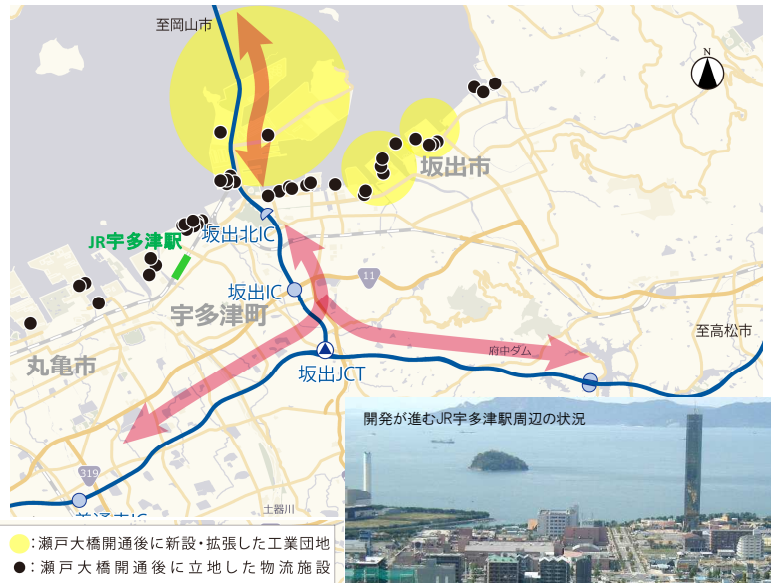 至岡山市
N
坂出市
JR宇多津駅
坂出北IC
11
坂出IC
宇多津町
至高松市
府中ダム
丸亀市
坂出JCT
319
土器川
開発が進むJR宇多津駅周辺の状況
:瀬戸大橋開通後に新設・拡張した工業団地
:瀬戸大橋開通後に立地した物流施設